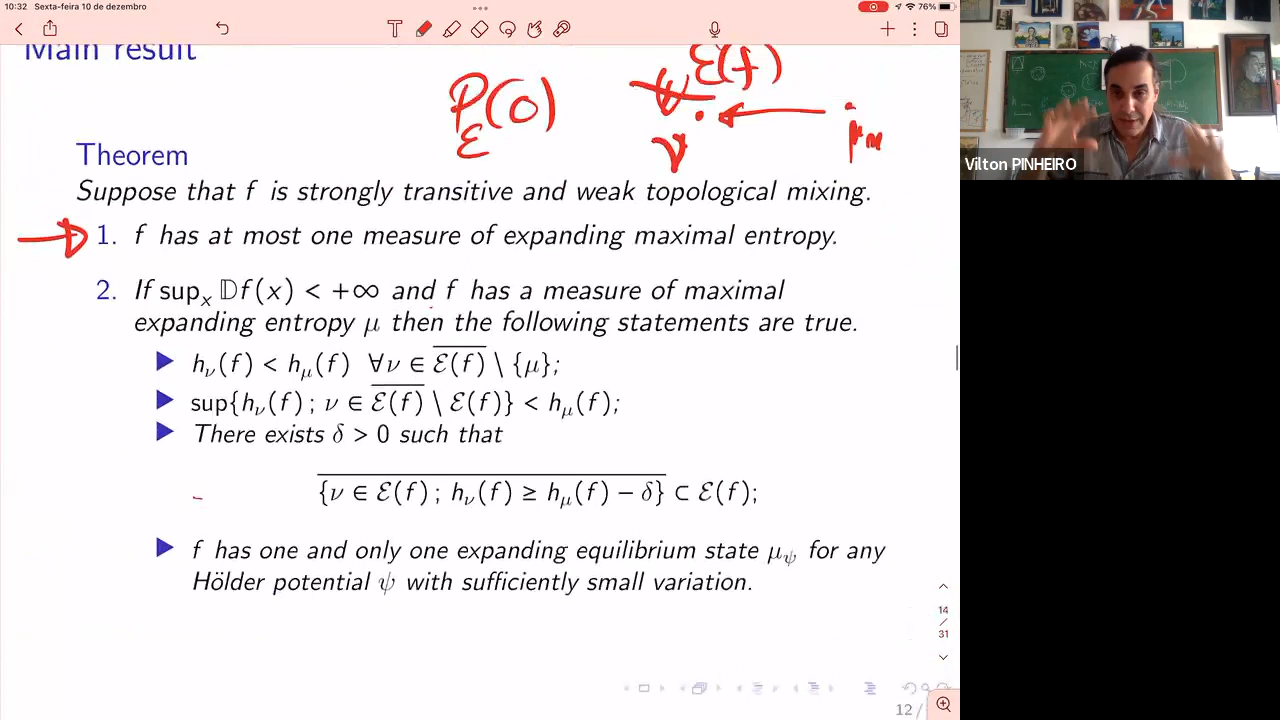 10:32 Sexta-feira 10 de dezembro
76%
Main result
P_ε(0)
ε(f)
ν
μ_n
Vilton PINHEIRO
Theorem
Suppose that f is strongly transitive and weak topological mixing.
1. f has at most one measure of expanding maximal entropy.
2. If sup_x 𝔻f(x) < +∞ and f has a measure of maximal
expanding entropy μ then the following statements are true.
▶ h_ν(f) < h_μ(f) ∀ν ∈ \overline{ℰ(f)} \ {μ};
▶ sup{h_ν(f) ; ν ∈ \overline{ℰ(f)} \ ℰ(f)} < h_μ(f);
▶ There exists δ > 0 such that
\overline{{ν ∈ ℰ(f) ; h_ν(f) ≥ h_μ(f) − δ}} ⊂ ℰ(f);
▶ f has one and only one expanding equilibrium state μ_ψ for any
Hölder potential ψ with sufficiently small variation.
14
/
31
12 /